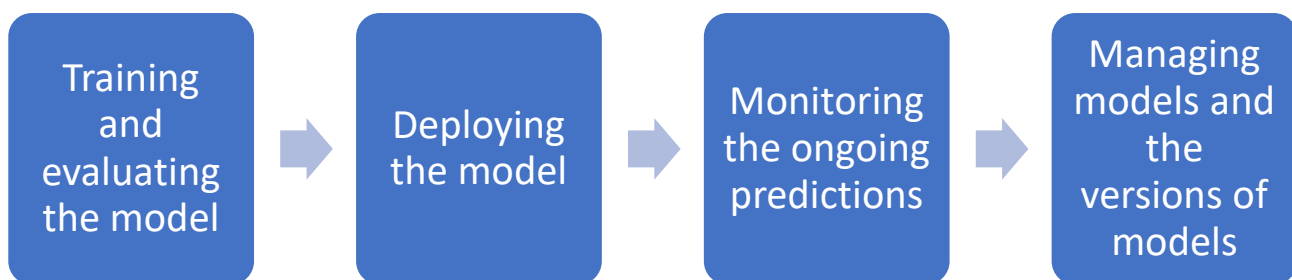 Training
and
evaluating
the model
Deploying
the model
Monitoring
the ongoing
predictions
Managing
models and
the
versions of
models